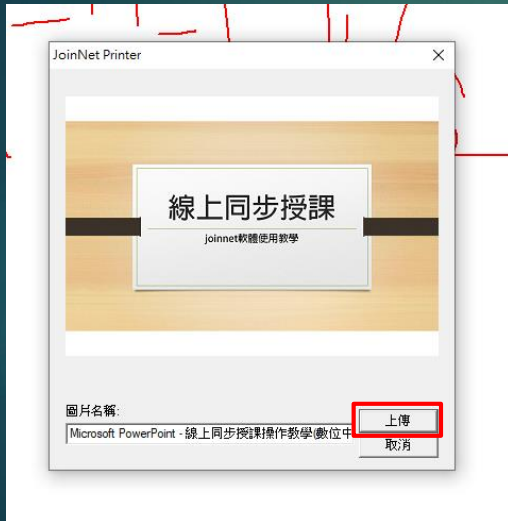 JoinNet Printer
線上同步授課
joinnet軟體使用教學
圖片名稱:
上傳
Microsoft PowerPoint - 線上同步授課操作教學(數位中
取消